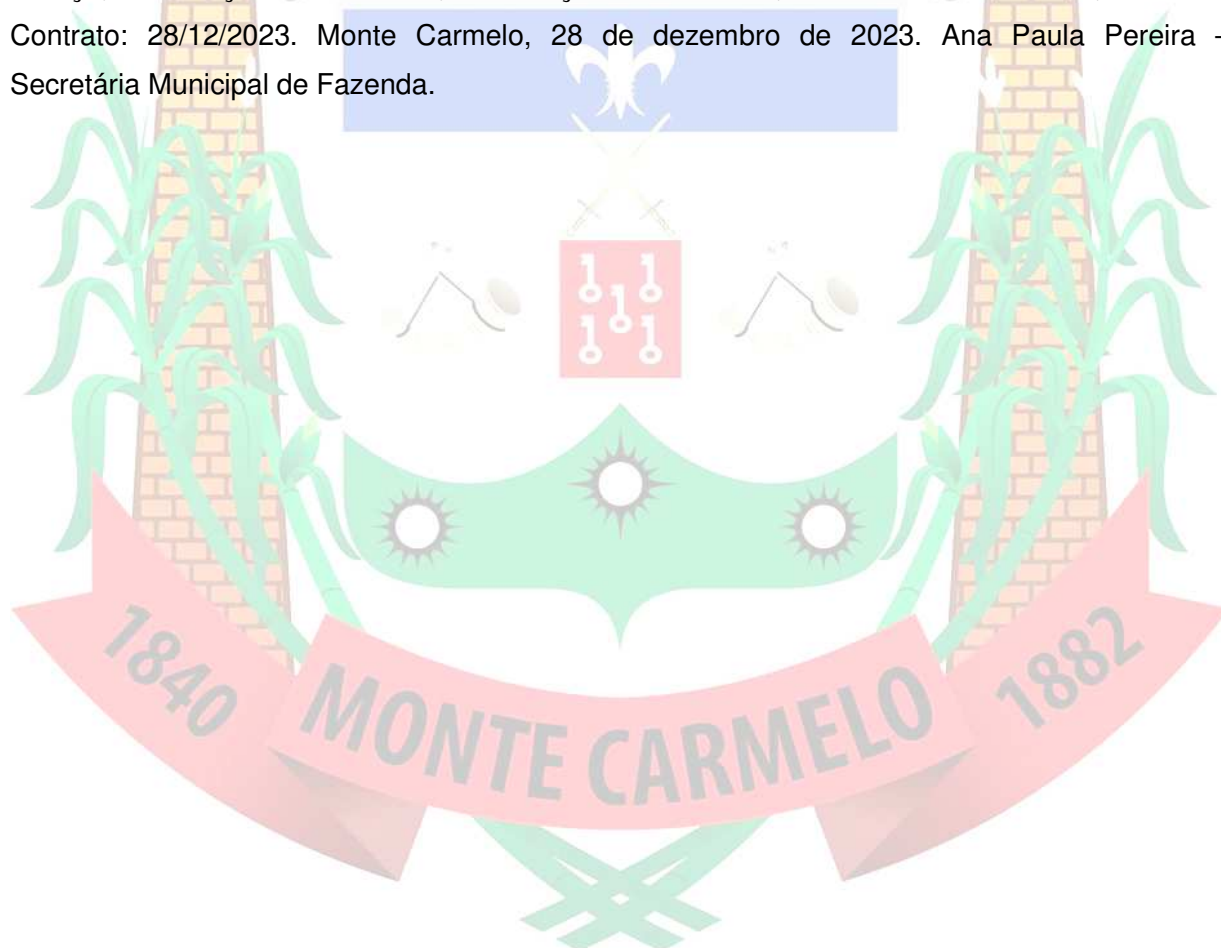 Contrato: 28/12/2023. Monte Carmelo, 28 de dezembro de 2023. Ana Paula Pereira -
Secretária Municipal de Fazenda.
1840 MONTE CARMELO 1882